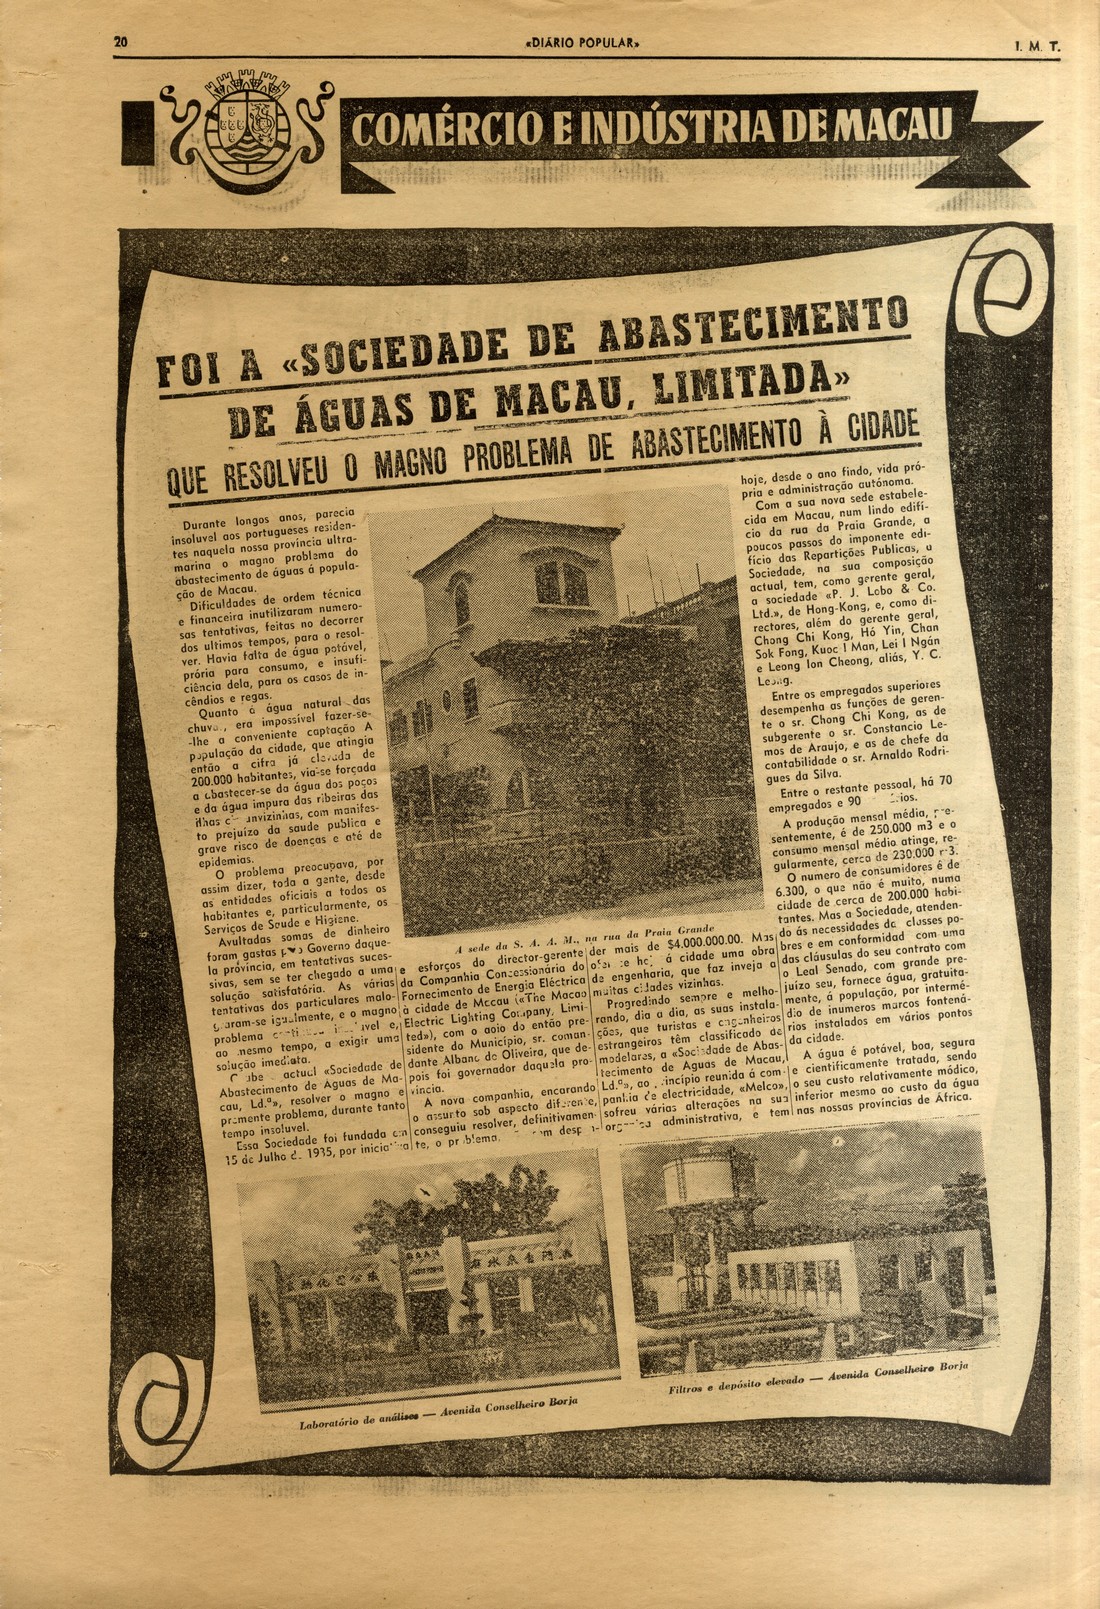 20
«DIÁRIO POPULAR»
I. M. T.
COMÉRCIO E INDÚSTRIA DE MACAU
FOI A «SOCIEDADE DE ABASTECIMENTO
DE ÁGUAS DE MACAU, LIMITADA»
QUE RESOLVEU O MAGNO PROBLEMA DE ABASTECIMENTO À CIDADE
Durante longos anos, parecia
insoluvel aos portugueses residen-
tes naquela nossa província ultra-
marina o magno problema do
abastecimento de águas á popula-
ção de Macau.
Dificuldades de ordem técnica
e financeira inutilizaram numero-
sas tentativas, feitas no decorrer
dos ultimos tempos, para o resol-
ver. Havia falta de água potável,
própria para consumo, e insufi-
ciência dela, para os casos de in-
cêndios e regas.
Quanto á água natural das
era impossível fazer-se-
-lhe a conveniente captação A
população da cidade, que atingia
então a cifra já elevada de
200.000 habitantes, via-se forçada
a abastecer-se da água dos poços
e da água impura das ribeiras das
ilhas circunvizinhas, com manifes-
to prejuízo da saude publica e
grave risco de doenças e até de
epidemias.
O problema preocupava, por
assim dizer, toda a gente, desde
as entidades oficiais a todos os
habitantes e, particularmente, os
Serviços de Saude e Higiene.
Avultadas somas de dinheiro
foram gastas pelo Governo daque-
la província, em tentativas suces-
sivas, sem se ter chegado a uma
solução satisfatória. As várias
tentativas dos particulares malo-
graram-se igualmente, e o magno
problema e,
ao mesmo tempo, a exigir uma
solução imediata.
Coube actual «Sociedade de
Abastecimento de Águas de Ma-
cau, Ld.ª», resolver o magno e
premente problema, durante tanto
tempo insoluvel.
Essa Sociedade foi fundada em
15 de Julho de 1935, por iniciativa
A sede da S. A. A. M., na rua da Praia Grande
e esforços do director-gerente
da Companhia Concessionária do
Fornecimento de Energia Eléctrica
á cidade de Macau («The Macao
Electric Lighting Company, Limi-
ted»), com o apoio do então pre-
sidente do Município, sr. coman-
dante Albano de Oliveira, que de-
pois foi governador daquela pro-
víncia.
A nova companhia, encarando
o assunto sob aspecto diferente,
conseguiu resolver, definitivamen-
te, o problema.
der mais de $4.000.000.00. Mas
oferece hoje á cidade uma obra
de engenharia, que faz inveja a
muitas cidades vizinhas.
Progredindo sempre e melho-
rando, dia a dia, as suas instala-
ções, que turistas e engenheiros
estrangeiros têm classificado de
modelares, a «Sociedade de Abas-
tecimento de Águas de Macau,
Ld.ª», ao princípio reunida á com-
panhia de electricidade, «Melco»,
sofreu várias alterações na sua
administrativa, e tem
hoje, desde o ano findo, vida pró-
pria e administração autónoma.
Com a sua nova sede estabele-
cida em Macau, num lindo edifí-
cio da rua da Praia Grande, a
poucos passos do imponente edi-
fício das Repartições Publicas, a
Sociedade, na sua composição
actual, tem, como gerente geral,
a sociedade «P. J. Lobo & Co.
Ltd.», de Hong-Kong, e, como di-
rectores, além do gerente geral,
Chong Chi Kong, Hó Yin, Chan
Sok Fong, Kuoc I Man, Lei I Ngán
e Leong Ion Cheong, aliás, Y. C.
Leong.
Entre os empregados superiores
desempenha as funções de geren-
te o sr. Chong Chi Kong, as de
subgerente o sr. Constancio Le-
mos de Araujo, e as de chefe da
contabilidade o sr. Arnaldo Rodri-
gues da Silva.
Entre o restante pessoal, há 70
empregados e 90
A produção mensal média, pre-
sentemente, é de 250.000 m3 e o
consumo mensal médio atinge, re-
gularmente, cerca de 230.000 m3.
O numero de consumidores é de
6.300, o que não é muito, numa
cidade de cerca de 200.000 habi-
tantes. Mas a Sociedade, atenden-
do ás necessidades de classes po-
bres e em conformidade com uma
das cláusulas do seu contrato com
o Leal Senado, com grande pre-
juízo seu, fornece água, gratuita-
mente, á população, por intermé-
dio de inumeros marcos fontená-
rios instalados em vários pontos
da cidade.
A água é potável, boa, segura
e científicamente tratada, sendo
o seu custo relativamente módico,
inferior mesmo ao custo da água
nas nossas províncias de África.
Laboratório de análises — Avenida Conselheiro Borja
Filtros e depósito elevado — Avenida Conselheiro Borja